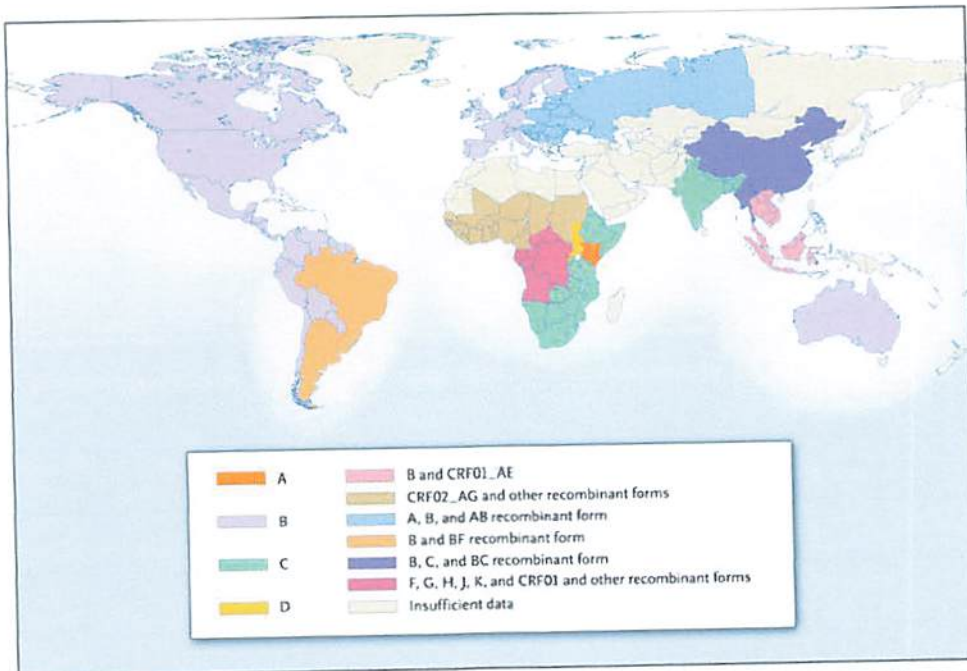 A
B
C
D
B and CRF01_AE
CRF02_AG and other recombinant forms
A, B, and AB recombinant form
B and BF recombinant form
B, C, and BC recombinant form
F, G, H, J, K, and CRF01 and other recombinant forms
Insufficient data